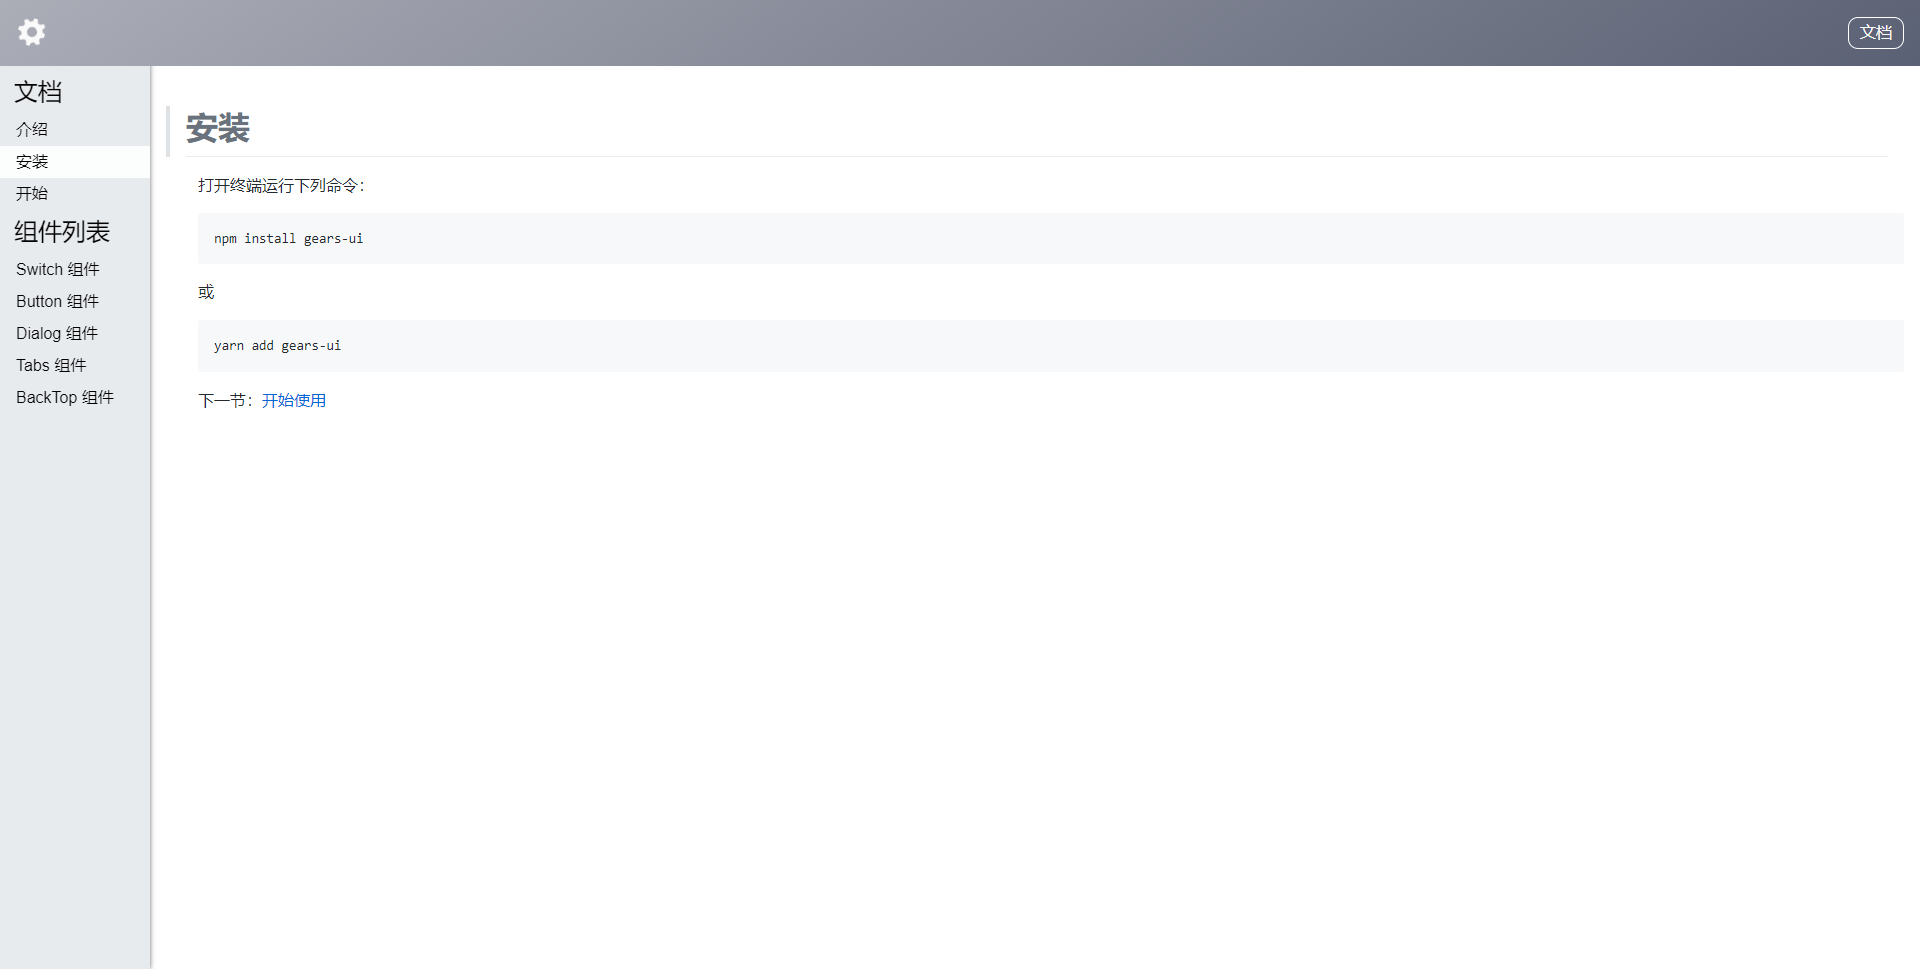 文档
文档
介绍
安装
开始
组件列表
Switch 组件
Button 组件
Dialog 组件
Tabs 组件
BackTop 组件
安装
打开终端运行下列命令：
npm install gears-ui
或
yarn add gears-ui
下一节：开始使用